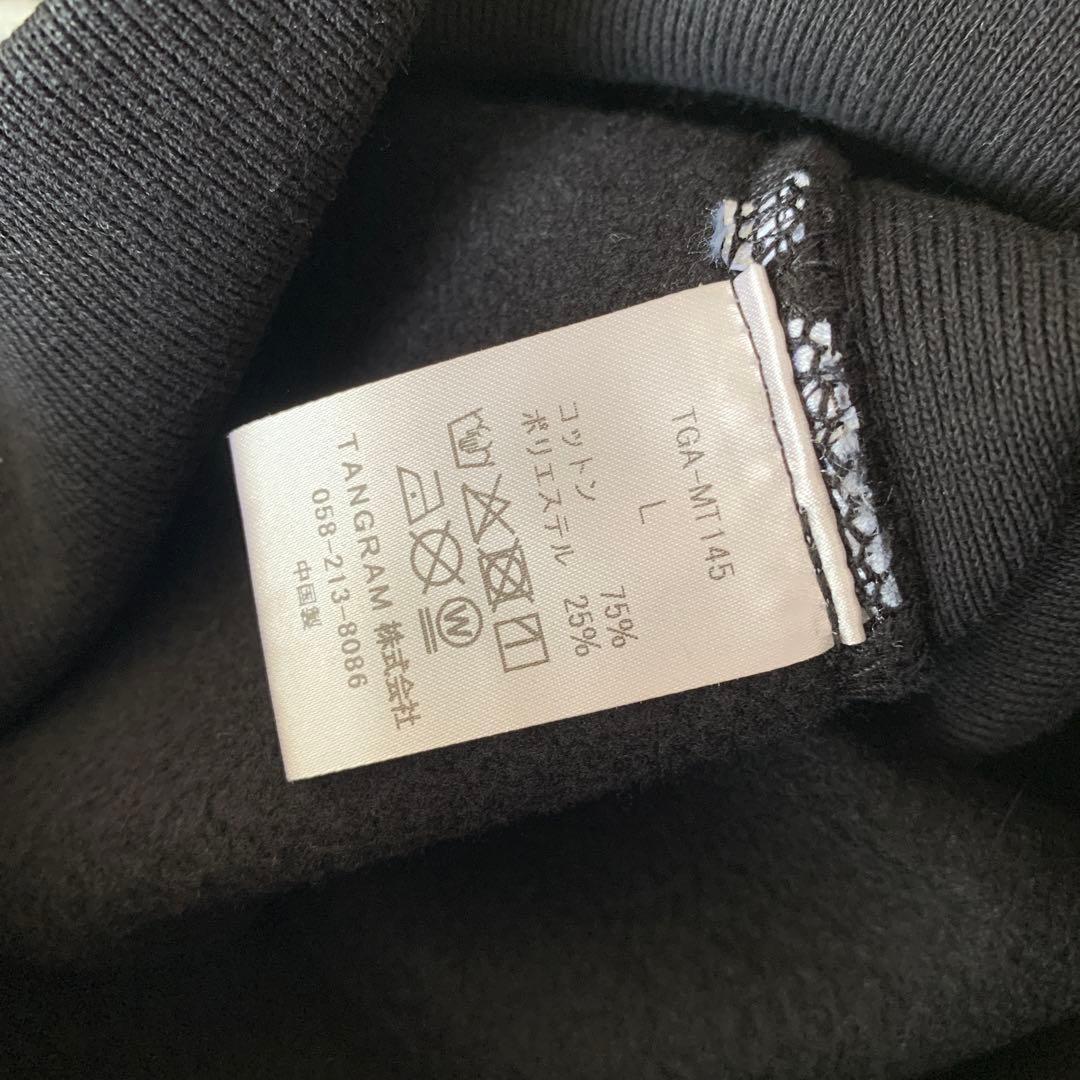 TGA-MT145
L
コットン 75%
ポリエステル 25%
W
TANGRAM 株式会社
058-213-8086
中国製